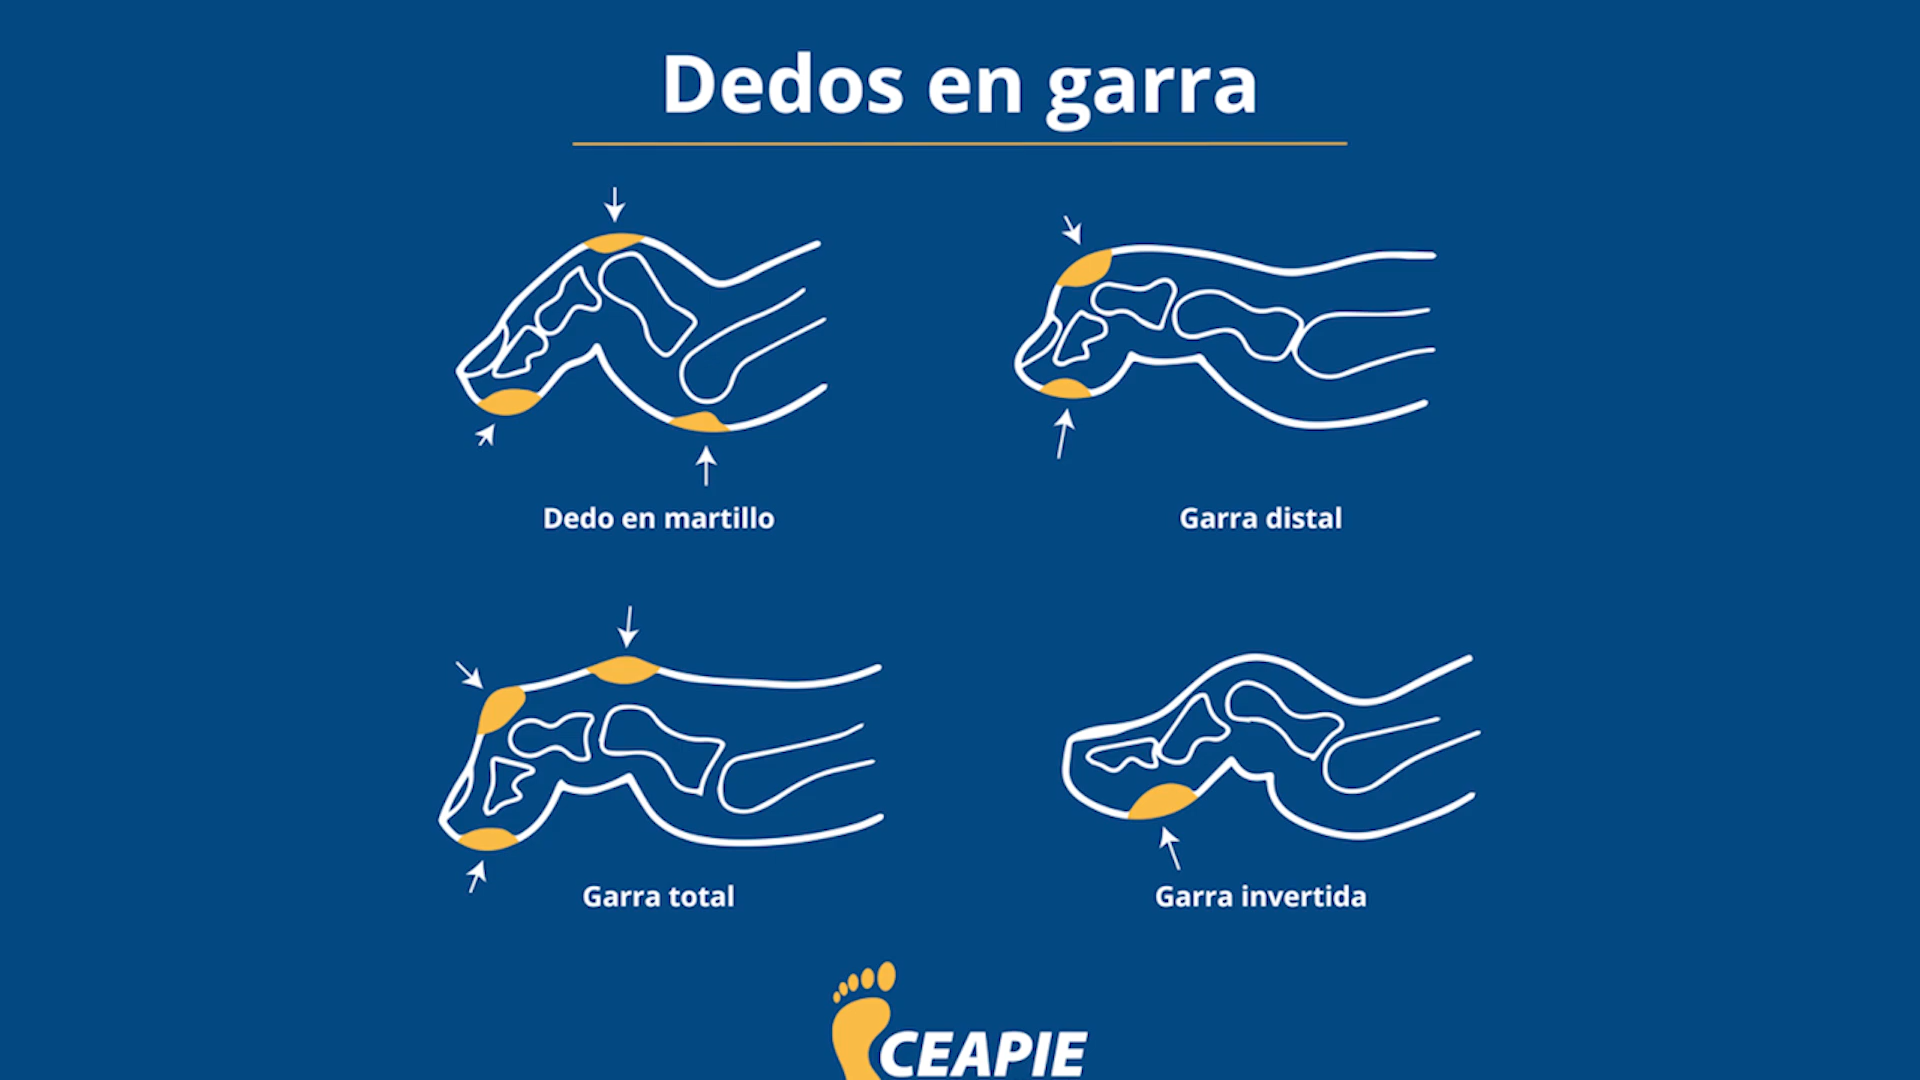 Dedos en garra
Dedo en martillo
Garra distal
Garra total
Garra invertida
CEAPIE